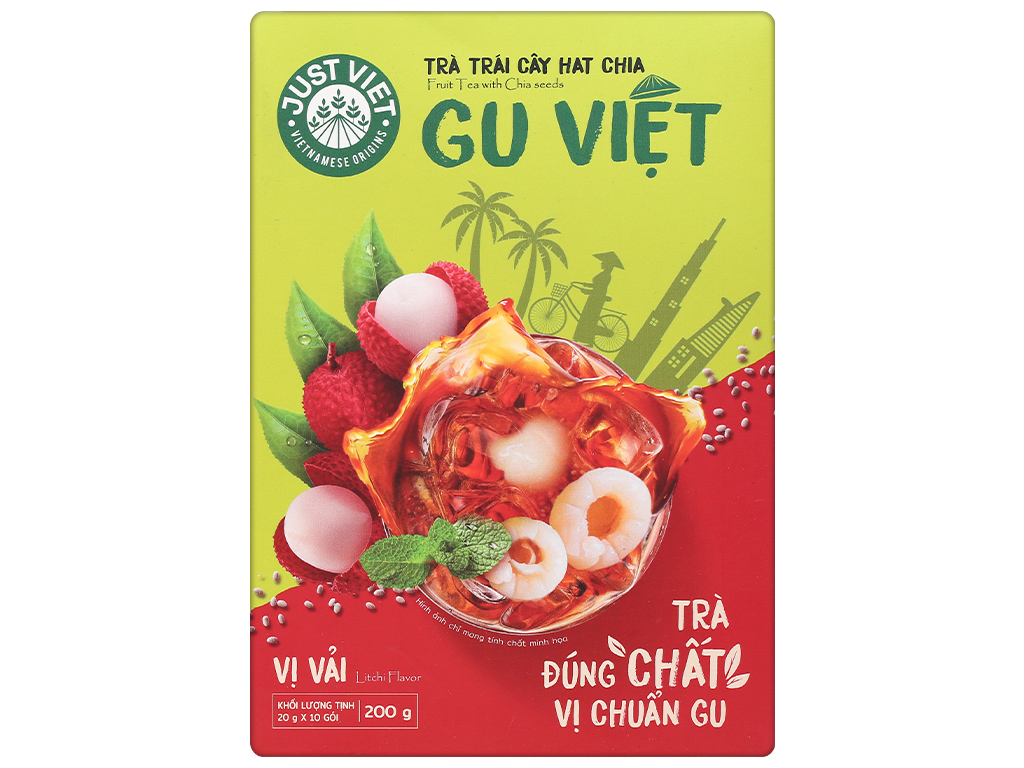 JUST VIET
VIETNAMESE ORIGINS
TRÀ TRÁI CÂY HAT CHIA
Fruit Tea with Chia seeds
GU VIỆT
Hình ảnh chỉ mang tính chất minh họa
VỊ VẢI Litchi Flavor
KHỐI LƯỢNG TỊNH
20 g X 10 GÓI
200 g
TRÀ
ĐÚNG CHẤT
VỊ CHUẨN GU